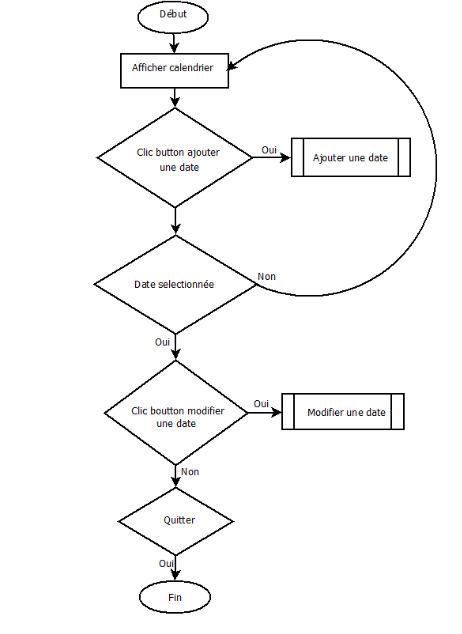 Début
Afficher calendrier
Clic button ajouter
une date
Oui
Ajouter une date
Date selectionnée
Non
Oui
Clic boutton modifier
une date
Oui
Modifier une date
Non
Quitter
Oui
Fin